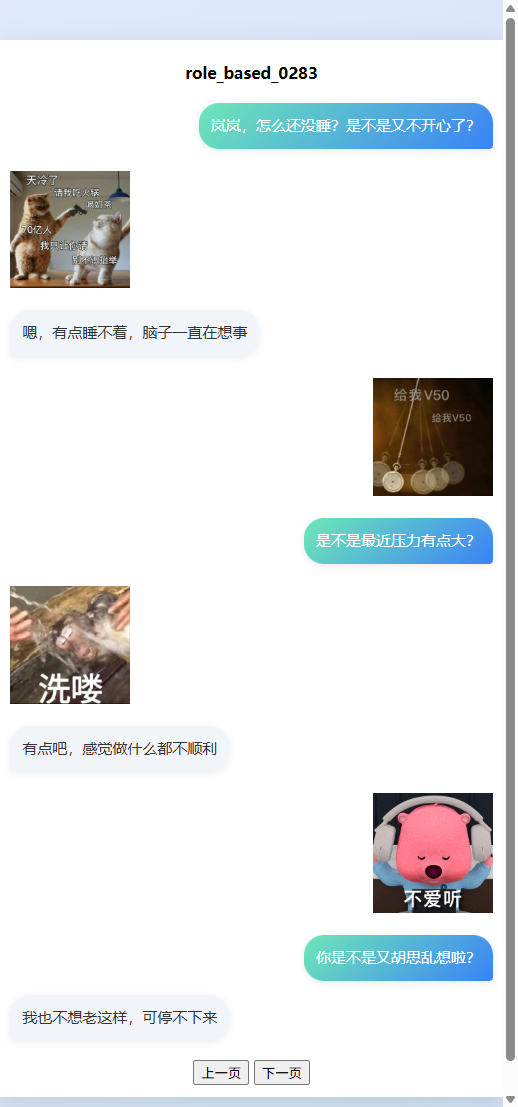 role_based_0283
岚岚，怎么还没睡？是不是又不开心了？
天冷了
请我吃火锅
喝奶茶
70亿人
我只让你请
别不识抬举
嗯，有点睡不着，脑子一直在想事
给我V50
给我V50
是不是最近压力有点大？
洗喽
有点吧，感觉做什么都不顺利
不爱听
你是不是又胡思乱想啦？
我也不想老这样，可停不下来
上一页 下一页